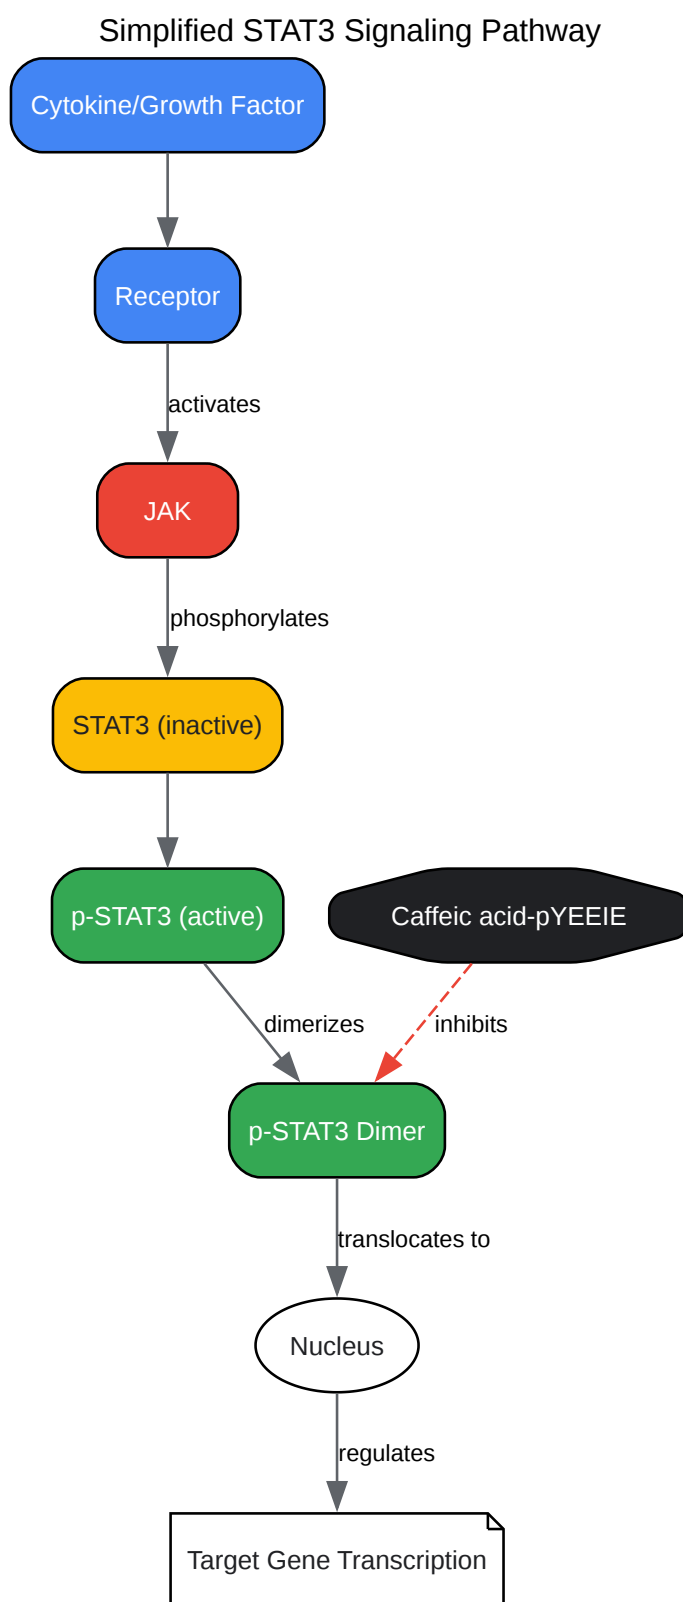 Simplified STAT3 Signaling Pathway
Cytokine/Growth Factor
Receptor
activates
JAK
phosphorylates
STAT3 (inactive)
p-STAT3 (active)
Caffeic acid-pYEEIE
dimerizes
inhibits
p-STAT3 Dimer
translocates to
Nucleus
regulates
Target Gene Transcription